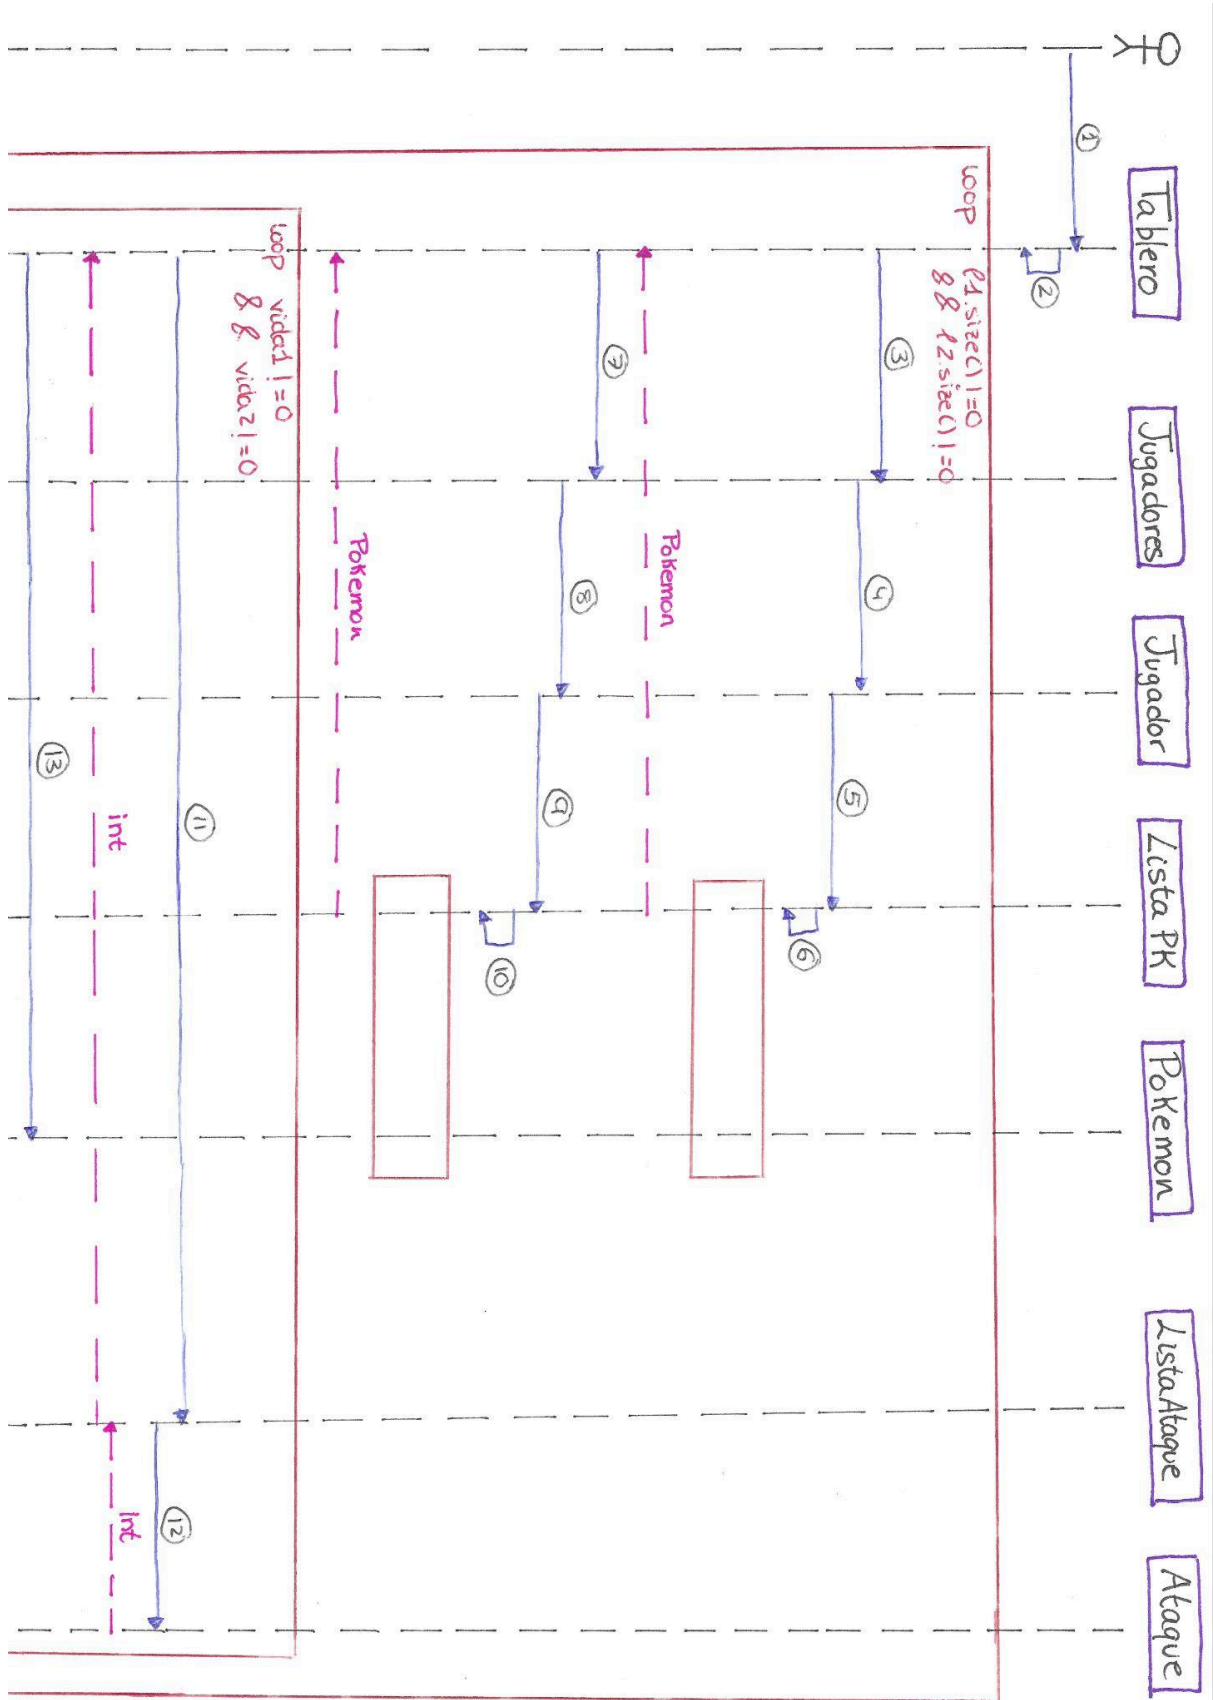 Tablero
Jugadores
Jugador
Lista PK
Pokemon
ListaAtaque
Ataque
1
2
loop
l1.size() != 0
&& l2.size() != 0
3
4
5
6
Pokemon
7
8
9
10
Pokemon
loop
vida1 != 0
&& vida2 != 0
11
12
Int
int
13